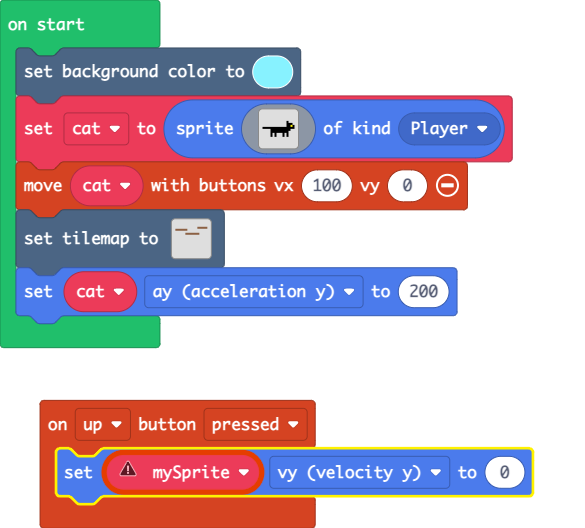 on start
set background color to
set cat to sprite of kind Player
move cat with buttons vx 100 vy 0
set tilemap to
set cat ay (acceleration y) to 200
on up button pressed
set mySprite vy (velocity y) to 0